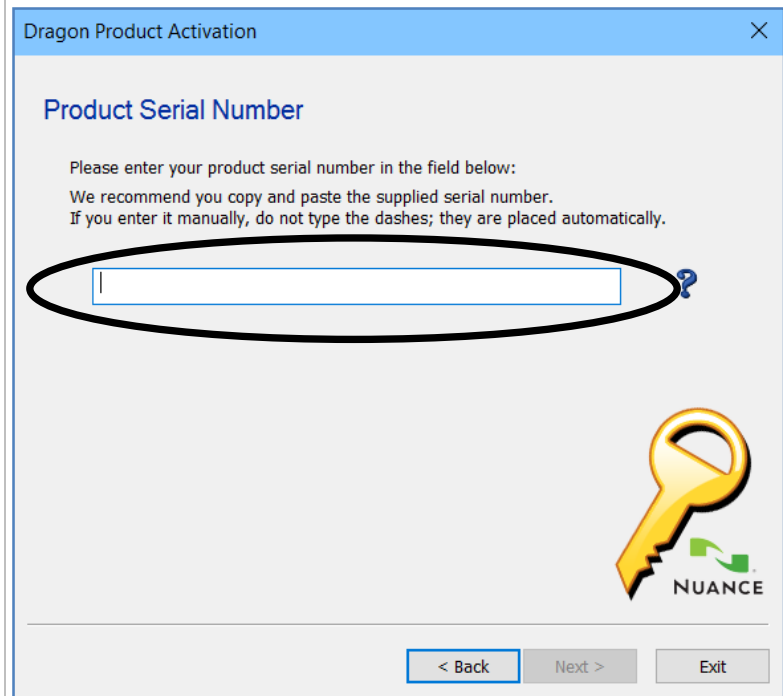 Dragon Product Activation
Product Serial Number
Please enter your product serial number in the field below:
We recommend you copy and paste the supplied serial number.
If you enter it manually, do not type the dashes; they are placed automatically.
?
NUANCE
< Back Next > Exit